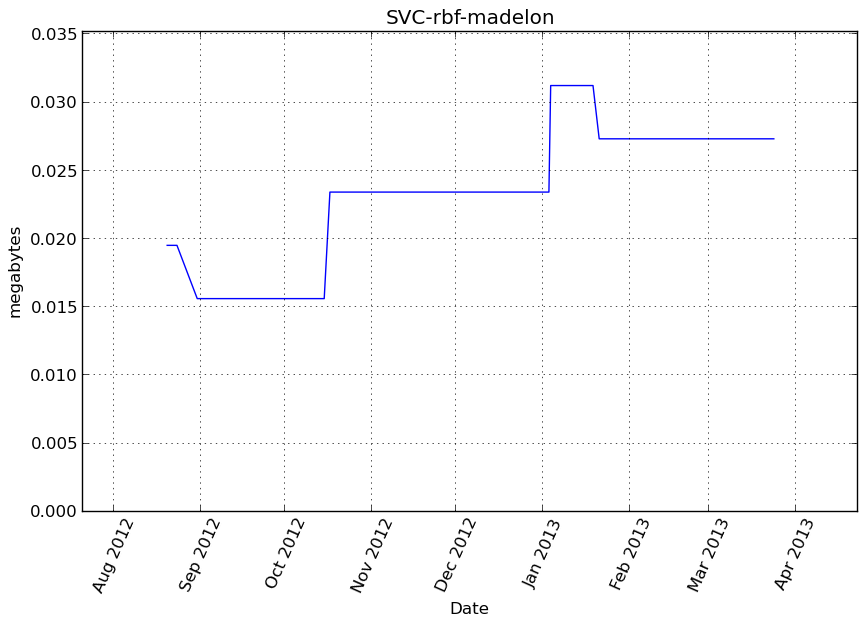 SVC-rbf-madelon
0.035
0.030
0.025
0.020
0.015
0.010
0.005
0.000
megabytes
Aug 2012
Sep 2012
Oct 2012
Nov 2012
Dec 2012
Jan 2013
Feb 2013
Mar 2013
Apr 2013
Date